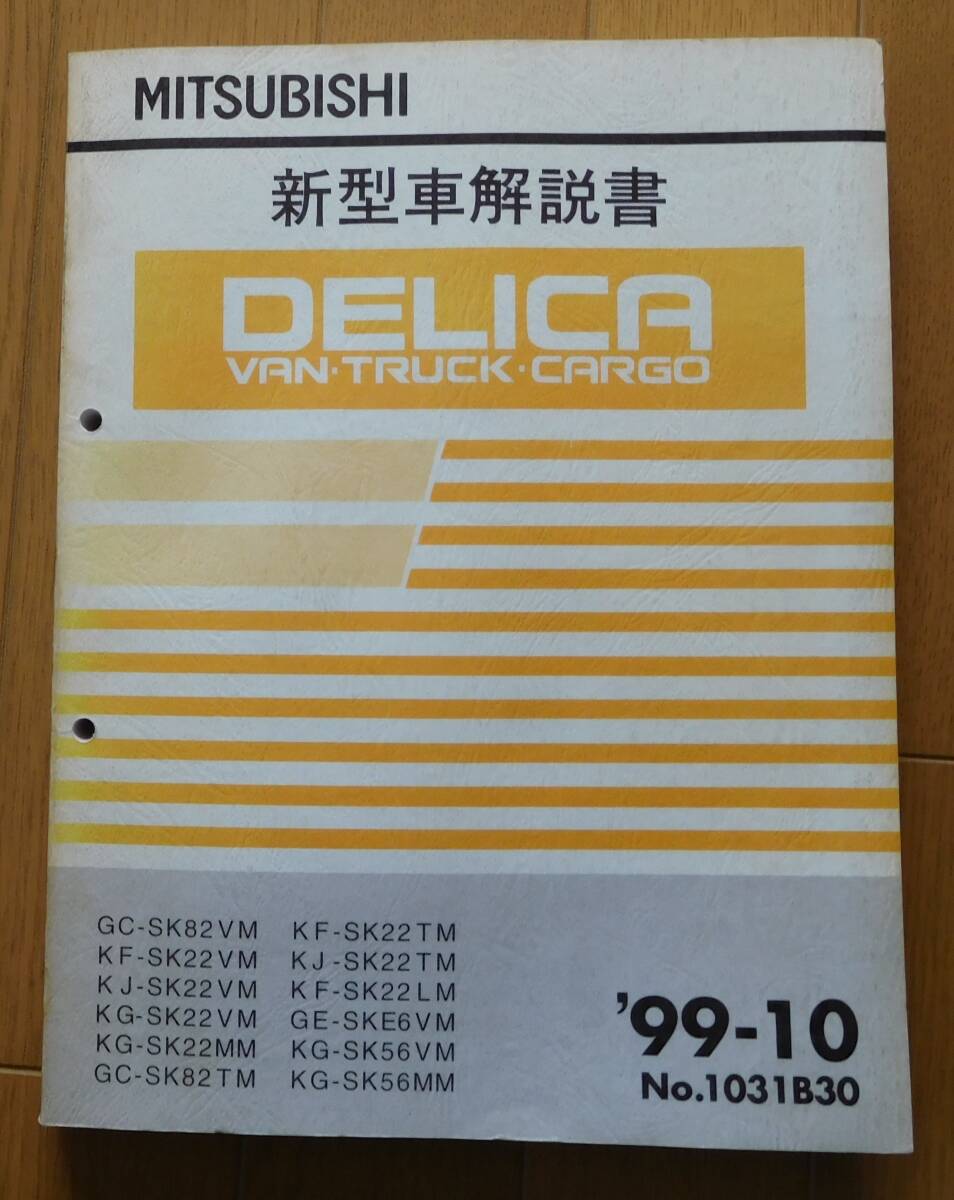 MITSUBISHI
新型車解説書
DELICA
VAN・TRUCK・CARGO
GC-SK82VM
KF-SK22VM
KJ-SK22VM
KG-SK22VM
KG-SK22MM
GC-SK82TM
KF-SK22TM
KJ-SK22TM
KF-SK22LM
GE-SKE6VM
KG-SK56VM
KG-SK56MM
'99-10
No.1031B30